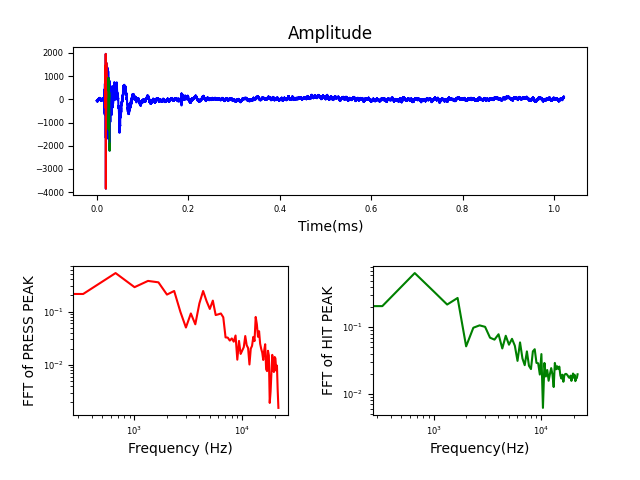 Amplitude
2000
1000
0
−1000
−2000
−3000
−4000
0.0 0.2 0.4 0.6 0.8 1.0
Time(ms)
FFT of PRESS PEAK
10⁻¹
10⁻²
10³ 10⁴
Frequency (Hz)
FFT of HIT PEAK
10⁻¹
10⁻²
10³ 10⁴
Frequency(Hz)